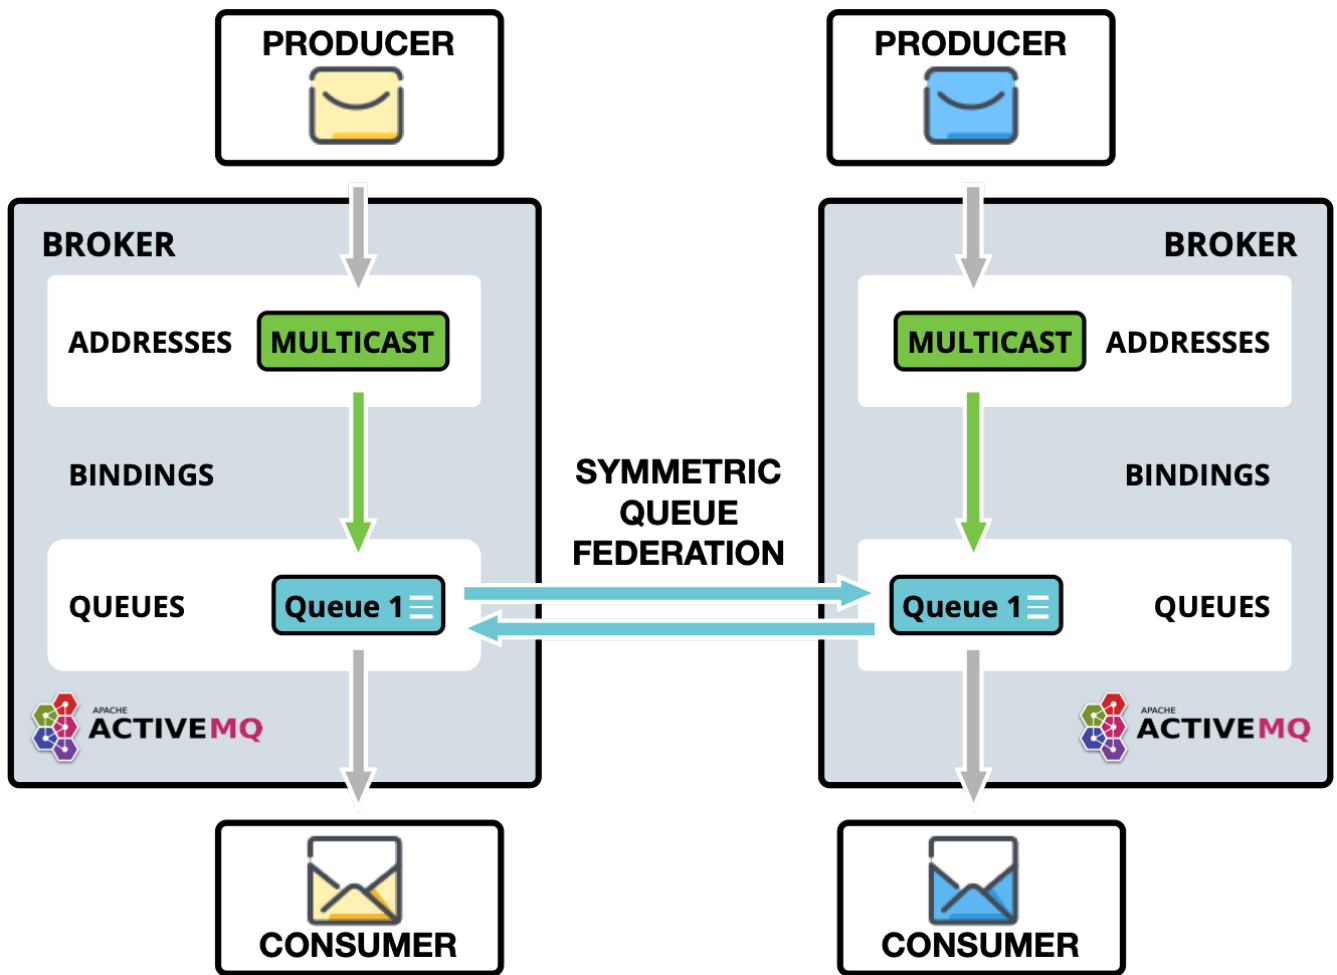 PRODUCER
PRODUCER
BROKER
BROKER
ADDRESSES
MULTICAST
MULTICAST
ADDRESSES
BINDINGS
SYMMETRIC
QUEUE
FEDERATION
BINDINGS
QUEUES
Queue 1
Queue 1
QUEUES
APACHE
ACTIVEMQ
APACHE
ACTIVEMQ
CONSUMER
CONSUMER